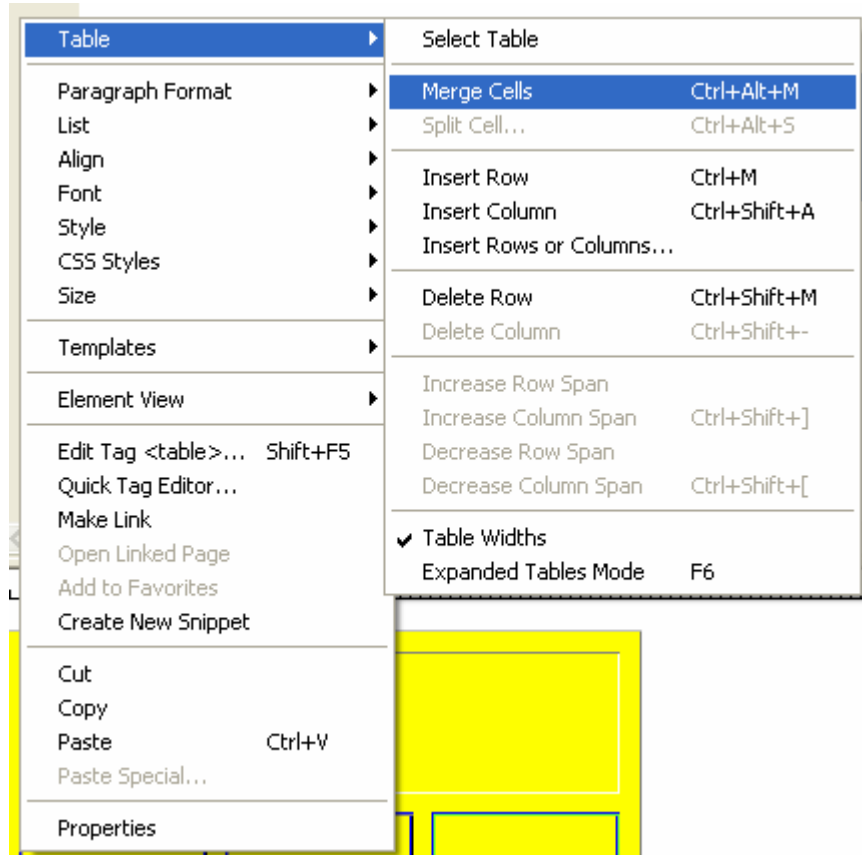 Table
Paragraph Format
List
Align
Font
Style
CSS Styles
Size
Templates
Element View
Edit Tag <table>... Shift+F5
Quick Tag Editor...
Make Link
Open Linked Page
Add to Favorites
Create New Snippet
Cut
Copy
Paste Ctrl+V
Paste Special...
Properties
Select Table
Merge Cells Ctrl+Alt+M
Split Cell... Ctrl+Alt+S
Insert Row Ctrl+M
Insert Column Ctrl+Shift+A
Insert Rows or Columns...
Delete Row Ctrl+Shift+M
Delete Column Ctrl+Shift+-
Increase Row Span
Increase Column Span Ctrl+Shift+]
Decrease Row Span
Decrease Column Span Ctrl+Shift+[
Table Widths
Expanded Tables Mode F6